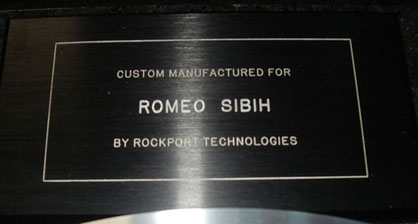 CUSTOM MANUFACTURED FOR
ROMEO SIBIH
BY ROCKPORT TECHNOLOGIES